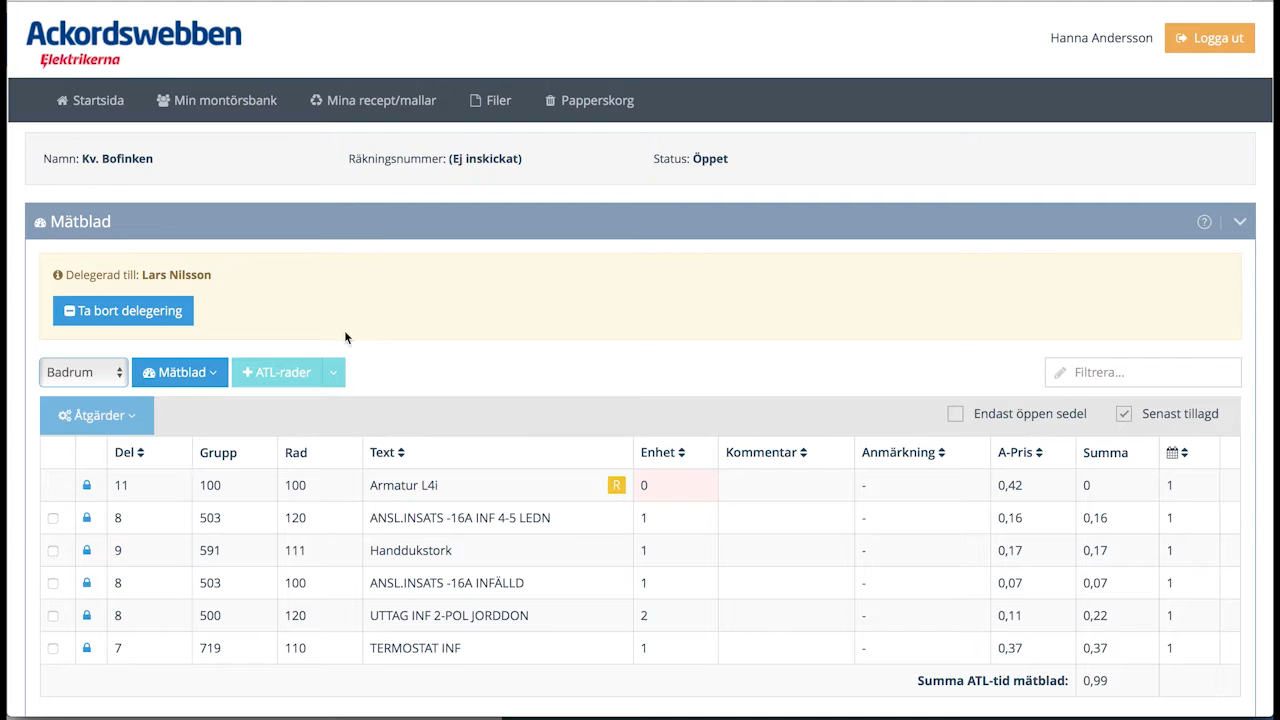 Ackordswebben
Elektrikerna
Hanna Andersson
Logga ut
Startsida Min montörsbank Mina recept/mallar Filer Papperskorg
Namn: Kv. Bofinken Räkningsnummer: (Ej inskickat) Status: Öppet
Mätblad
Delegerad till: Lars Nilsson
Ta bort delegering
Badrum Mätblad ATL-rader Filtrera...
Åtgärder Endast öppen sedel Senast tillagd
Del Grupp Rad Text Enhet Kommentar Anmärkning A-Pris Summa
11 100 100 Armatur L4i R 0 - 0,42 0 1
8 503 120 ANSL.INSATS -16A INF 4-5 LEDN 1 - 0,16 0,16 1
9 591 111 Handdukstork 1 - 0,17 0,17 1
8 503 100 ANSL.INSATS -16A INFÄLLD 1 - 0,07 0,07 1
8 500 120 UTTAG INF 2-POL JORDDON 2 - 0,11 0,22 1
7 719 110 TERMOSTAT INF 1 - 0,37 0,37 1
Summa ATL-tid mätblad: 0,99